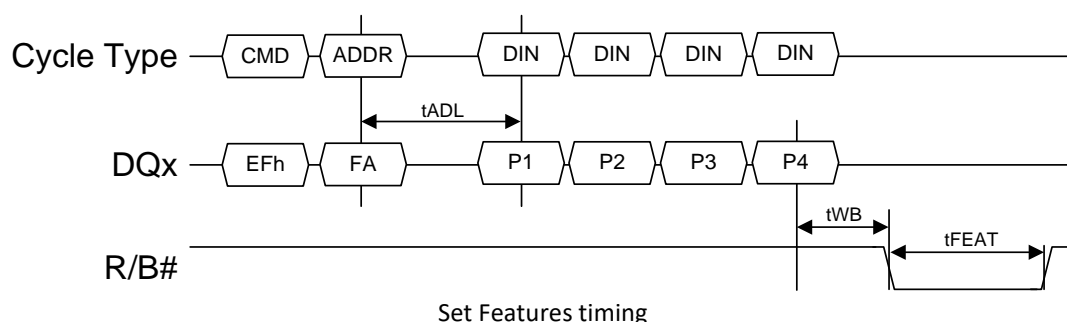 Cycle Type CMD ADDR DIN DIN DIN DIN
tADL
DQx EFh FA P1 P2 P3 P4
tWB
tFEAT
R/B#
Set Features timing